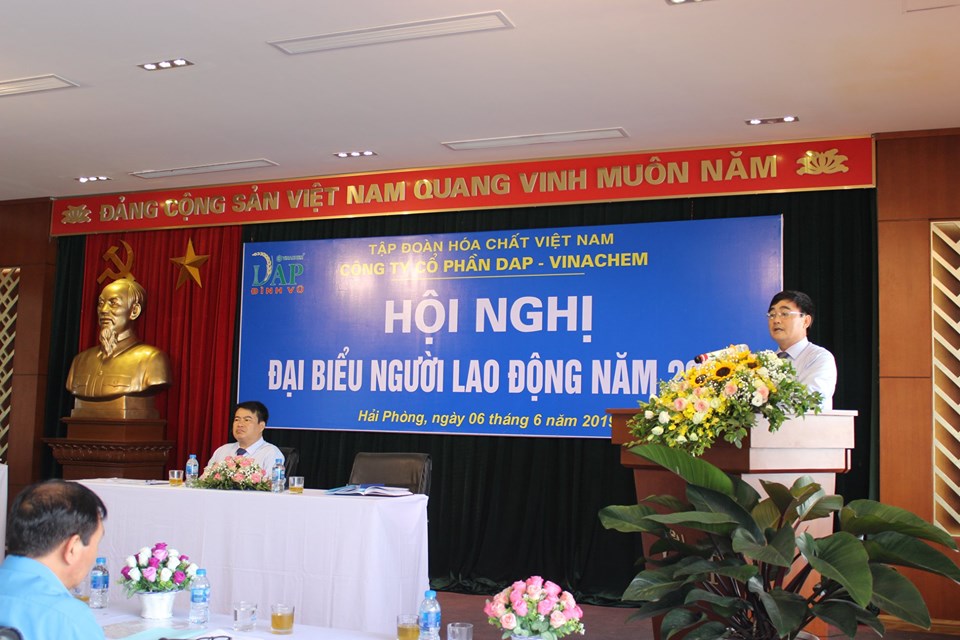 ĐẢNG CỘNG SẢN VIỆT NAM QUANG VINH MUÔN NĂM
TẬP ĐOÀN HÓA CHẤT VIỆT NAM
CÔNG TY CỔ PHẦN DAP - VINACHEM
DAP
ĐÌNH VŨ
HỘI NGHỊ
ĐẠI BIỂU NGƯỜI LAO ĐỘNG NĂM
Hải Phòng, ngày 06 tháng 6 năm 2019